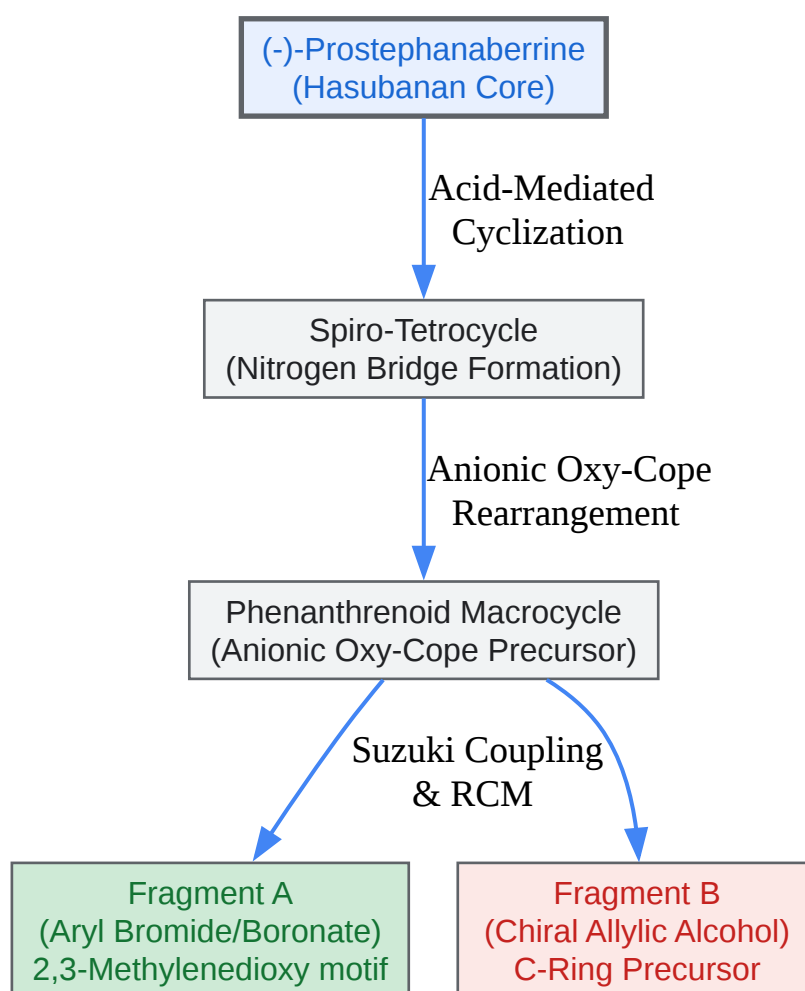 (-)-Prostephanaberrine
(Hasubanan Core)
Acid-Mediated
Cyclization
Spiro-Tetrocycle
(Nitrogen Bridge Formation)
Anionic Oxy-Cope
Rearrangement
Phenanthrenoid Macrocycle
(Anionic Oxy-Cope Precursor)
Suzuki Coupling
& RCM
Fragment A
(Aryl Bromide/Boronate)
2,3-Methylenedioxy motif
Fragment B
(Chiral Allylic Alcohol)
C-Ring Precursor